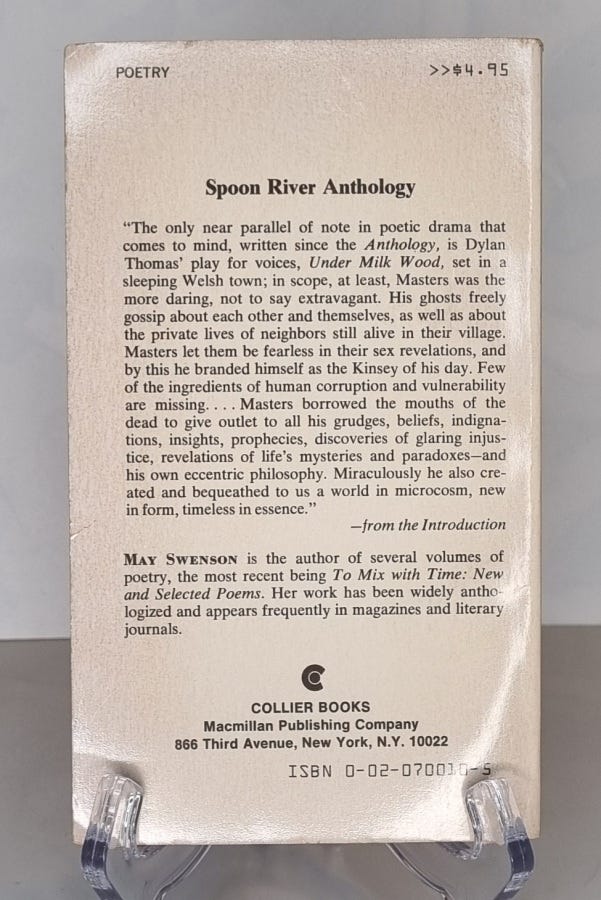 POETRY
>>$4.95
Spoon River Anthology
“The only near parallel of note in poetic drama that
comes to mind, written since the Anthology, is Dylan
Thomas’ play for voices, Under Milk Wood, set in a
sleeping Welsh town; in scope, at least, Masters was the
more daring, not to say extravagant. His ghosts freely
gossip about each other and themselves, as well as about
the private lives of neighbors still alive in their village.
Masters let them be fearless in their sex revelations, and
by this he branded himself as the Kinsey of his day. Few
of the ingredients of human corruption and vulnerability
are missing. . . . Masters borrowed the mouths of the
dead to give outlet to all his grudges, beliefs, indigna-
tions, insights, prophecies, discoveries of glaring injus-
tice, revelations of life’s mysteries and paradoxes—and
his own eccentric philosophy. Miraculously he also cre-
ated and bequeathed to us a world in microcosm, new
in form, timeless in essence.”
—from the Introduction
MAY SWENSON is the author of several volumes of
poetry, the most recent being To Mix with Time: New
and Selected Poems. Her work has been widely antho-
logized and appears frequently in magazines and literary
journals.
COLLIER BOOKS
Macmillan Publishing Company
866 Third Avenue, New York, N.Y. 10022
ISBN 0-02-070010-5